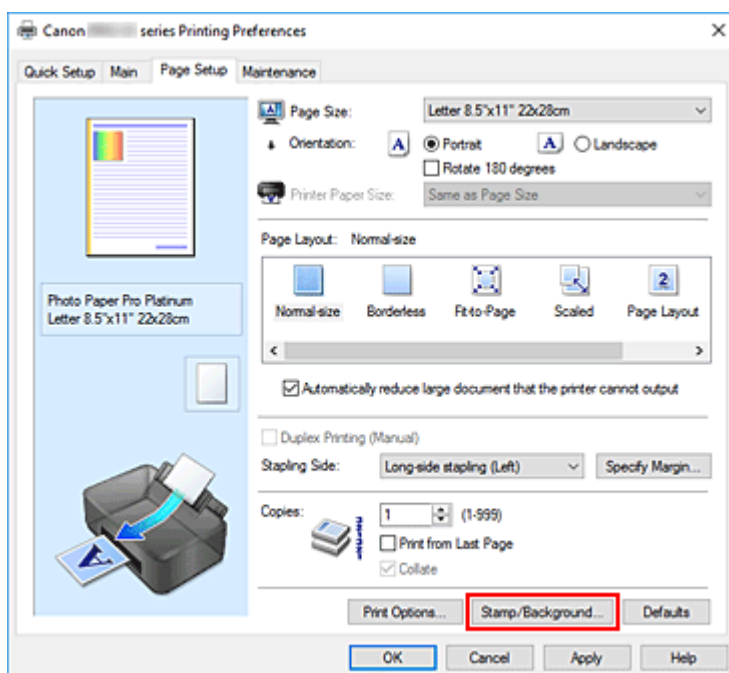 Canon series Printing Preferences
Quick Setup Main Page Setup Maintenance
Page Size: Letter 8.5"x11" 22x28cm
Orientation: A Portrait A Landscape
Rotate 180 degrees
Printer Paper Size: Same as Page Size
Page Layout: Normal-size
Normal-size Borderless Fit-to-Page Scaled Page Layout
Photo Paper Pro Platinum
Letter 8.5"x11" 22x28cm
Automatically reduce large document that the printer cannot output
Duplex Printing (Manual)
Stapling Side: Long-side stapling (Left) Specify Margin...
Copies: 1 (1-999)
Print from Last Page
Collate
Print Options... Stamp/Background... Defaults
OK Cancel Apply Help